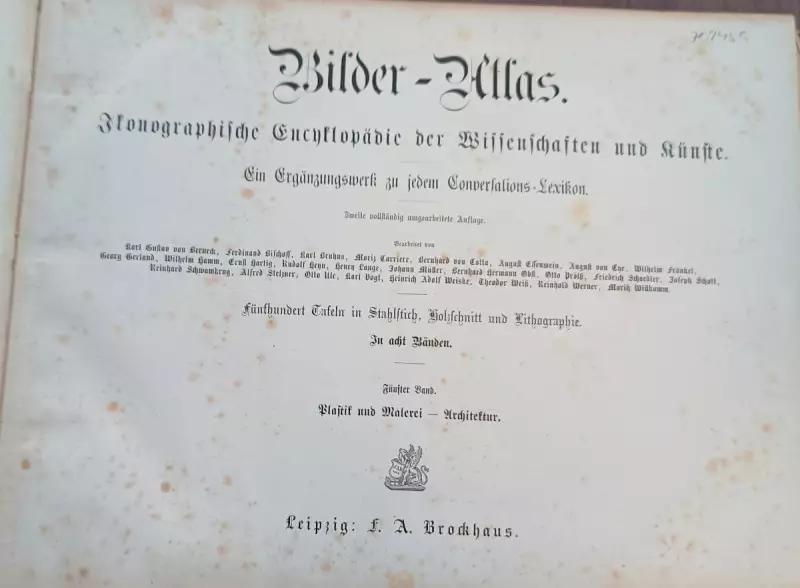 Bilder-Atlas.
Ikonographische Encyklopädie der Wissenschaften und Künste.
Ein Ergänzungswerk zu jedem Conversations-Lexikon.
Zweite vollständig umgearbeitete Auflage.
Bearbeitet von
Karl Gustav von Berneck, Ferdinand Bischoff, Karl Bruhns, Moriz Carriere, Bernhard von Cotta, August Essenwein, August von Eye, Wilhelm Fränkel,
Georg Gerland, Wilhelm Hamm, Ernst Hartig, Rudolf Heyn, Henry Lange, Johann Müller, Bernhard Hermann Obst, Otto Prölß, Friedrich Schoedler, Joseph Schott,
Reinhard Schwamkrug, Alfred Stelzner, Otto Ule, Karl Vogt, Heinrich Adolf Weiske, Theodor Weiß, Reinhold Werner, Moritz Willkomm.
Fünfhundert Tafeln in Stahlstich, Holzschnitt und Lithographie.
In acht Bänden.
Fünfter Band.
Plastik und Malerei — Architektur.
Leipzig: F. A. Brockhaus.